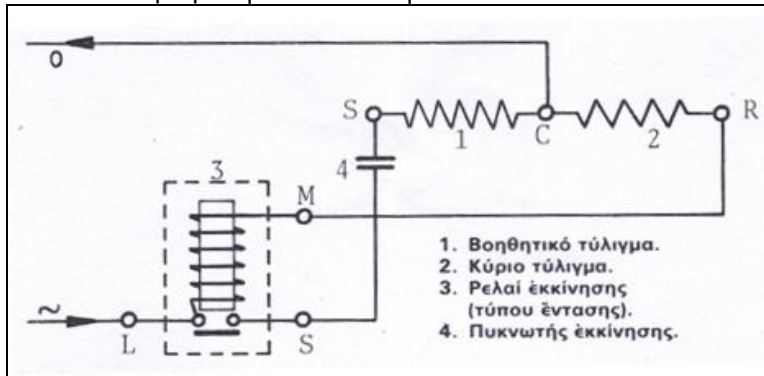 0
S
1
C
2
R
4
3
M
~
L
S
1. Βοηθητικό τύλιγμα.
2. Κύριο τύλιγμα.
3. Ρελαί ἐκκίνησης
(τύπου ἔντασης).
4. Πυκνωτής ἐκκίνησης.